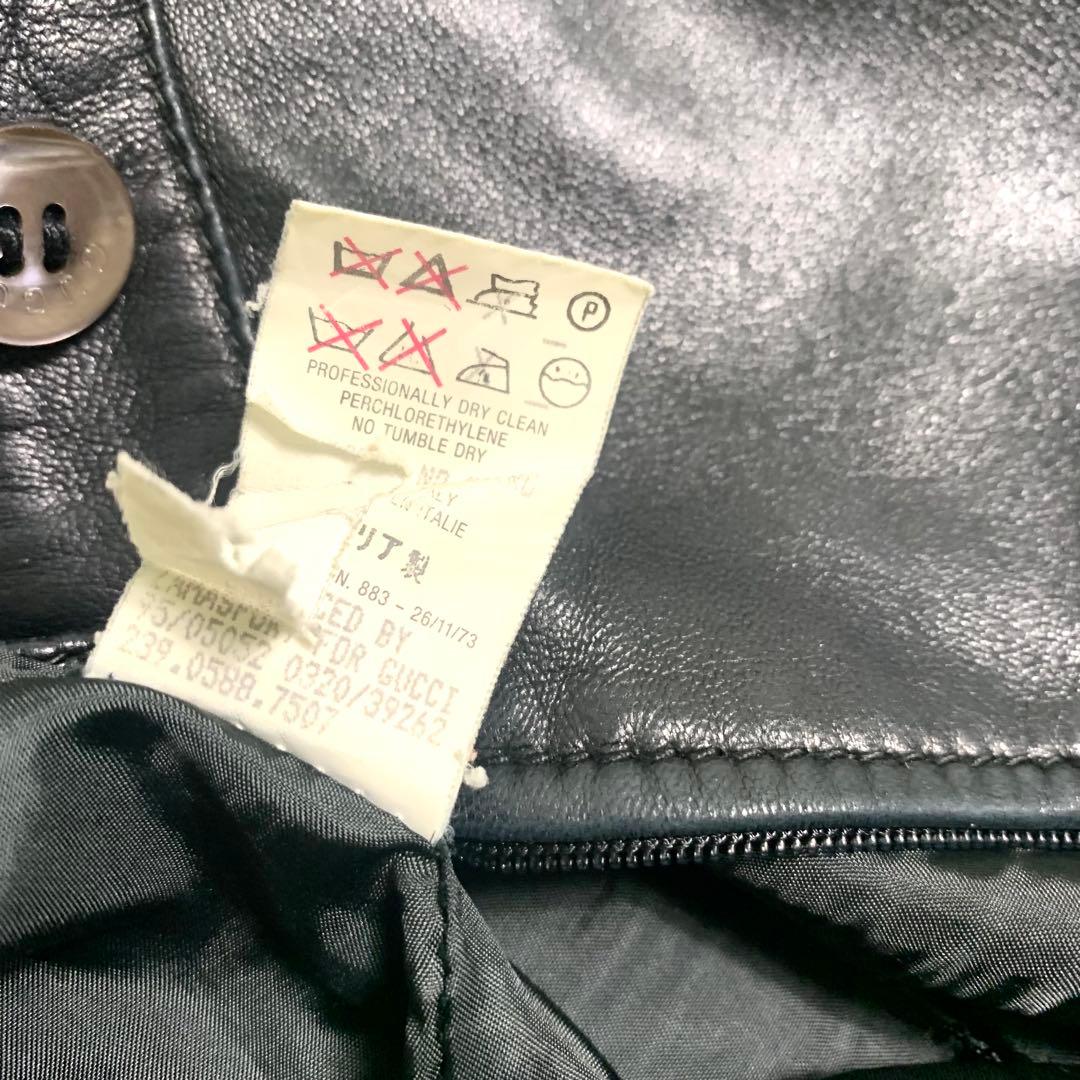 P
PROFESSIONALLY DRY CLEAN
PERCHLORETHYLENE
NO TUMBLE DRY
EN ITALIE
リア製
N. 883 - 26/11/73
CED BY
FOR GUCCI
95/05052 0320/39262
239.0588.7507